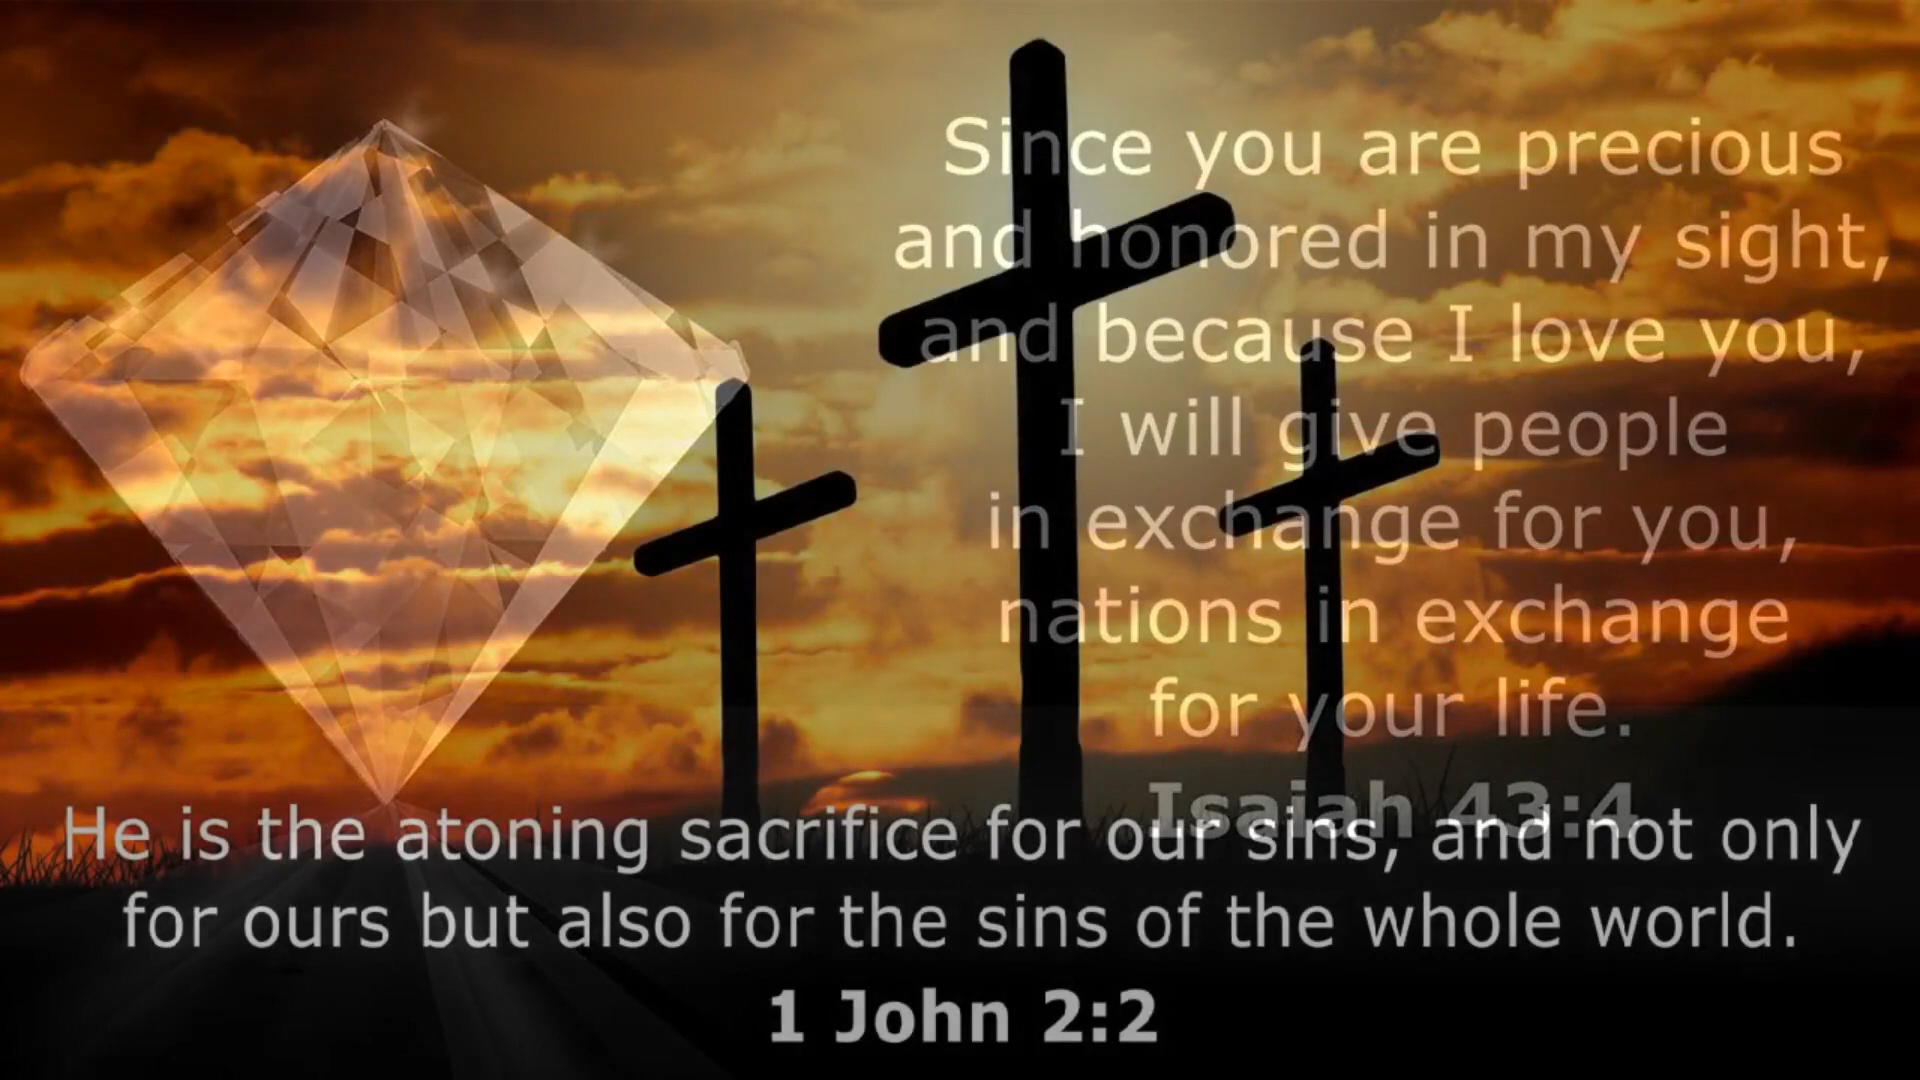 Since you are precious
and honored in my sight,
and because I love you,
I will give people
in exchange for you,
nations in exchange
for your life.
Isaiah 43:4
He is the atoning sacrifice for our sins, and not only
for ours but also for the sins of the whole world.
1 John 2:2